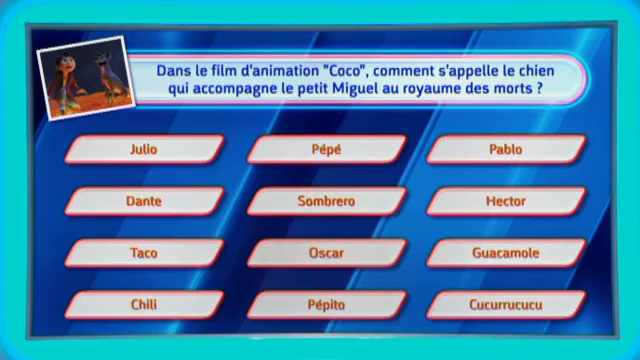 Dans le film d'animation "Coco", comment s'appelle le chien
qui accompagne le petit Miguel au royaume des morts ?
Julio
Pépé
Pablo
Dante
Sombrero
Hector
Taco
Oscar
Guacamole
Chili
Pépito
Cucurrucucu